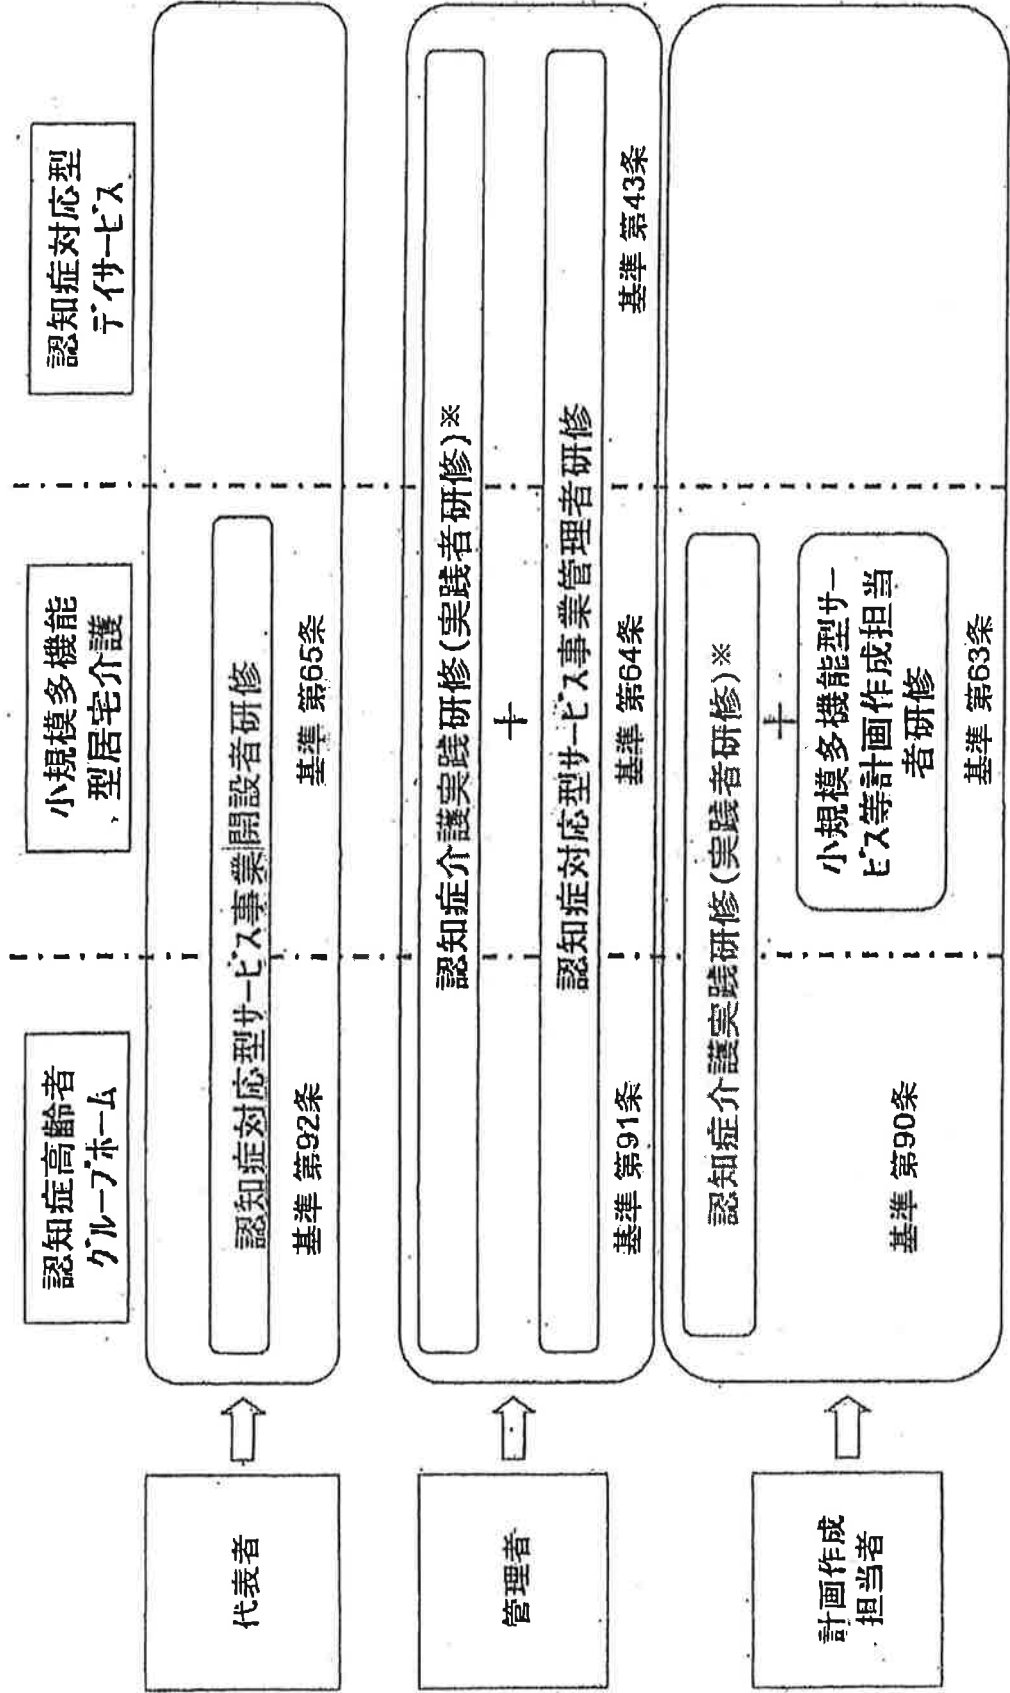 認知症高齢者
グループホーム
小規模多機能
型居宅介護
認知症対応型
デイサービス
代表者
認知症対応型サービス事業開設者研修
基準 第92条
基準 第65条
管理者
認知症介護実践研修(実践者研修)※
+
認知症対応型サービス事業管理者研修
基準 第91条
基準 第64条
基準 第43条
計画作成
担当者
認知症介護実践研修(実践者研修)※
+
小規模多機能型サー
ビス等計画作成担当
者研修
基準 第90条
基準 第63条